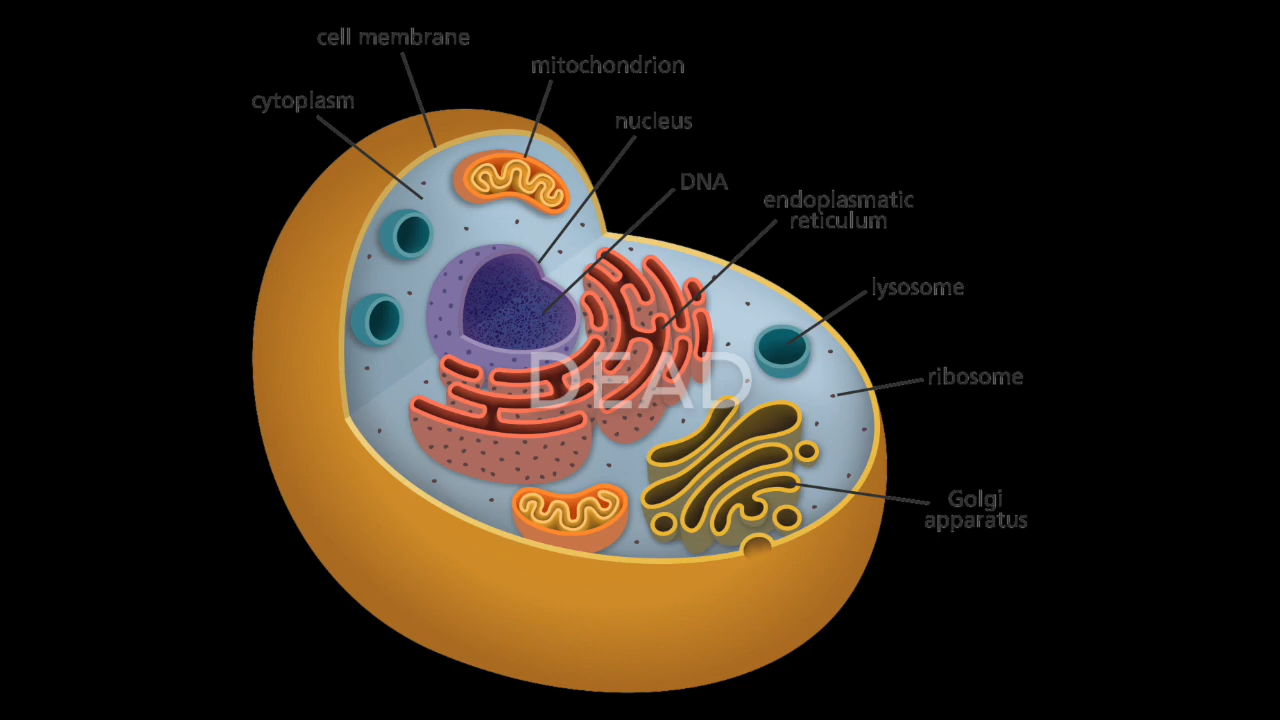 cell membrane
mitochondrion
cytoplasm
nucleus
DNA
endoplasmatic
reticulum
lysosome
DEAD
ribosome
Golgi
apparatus